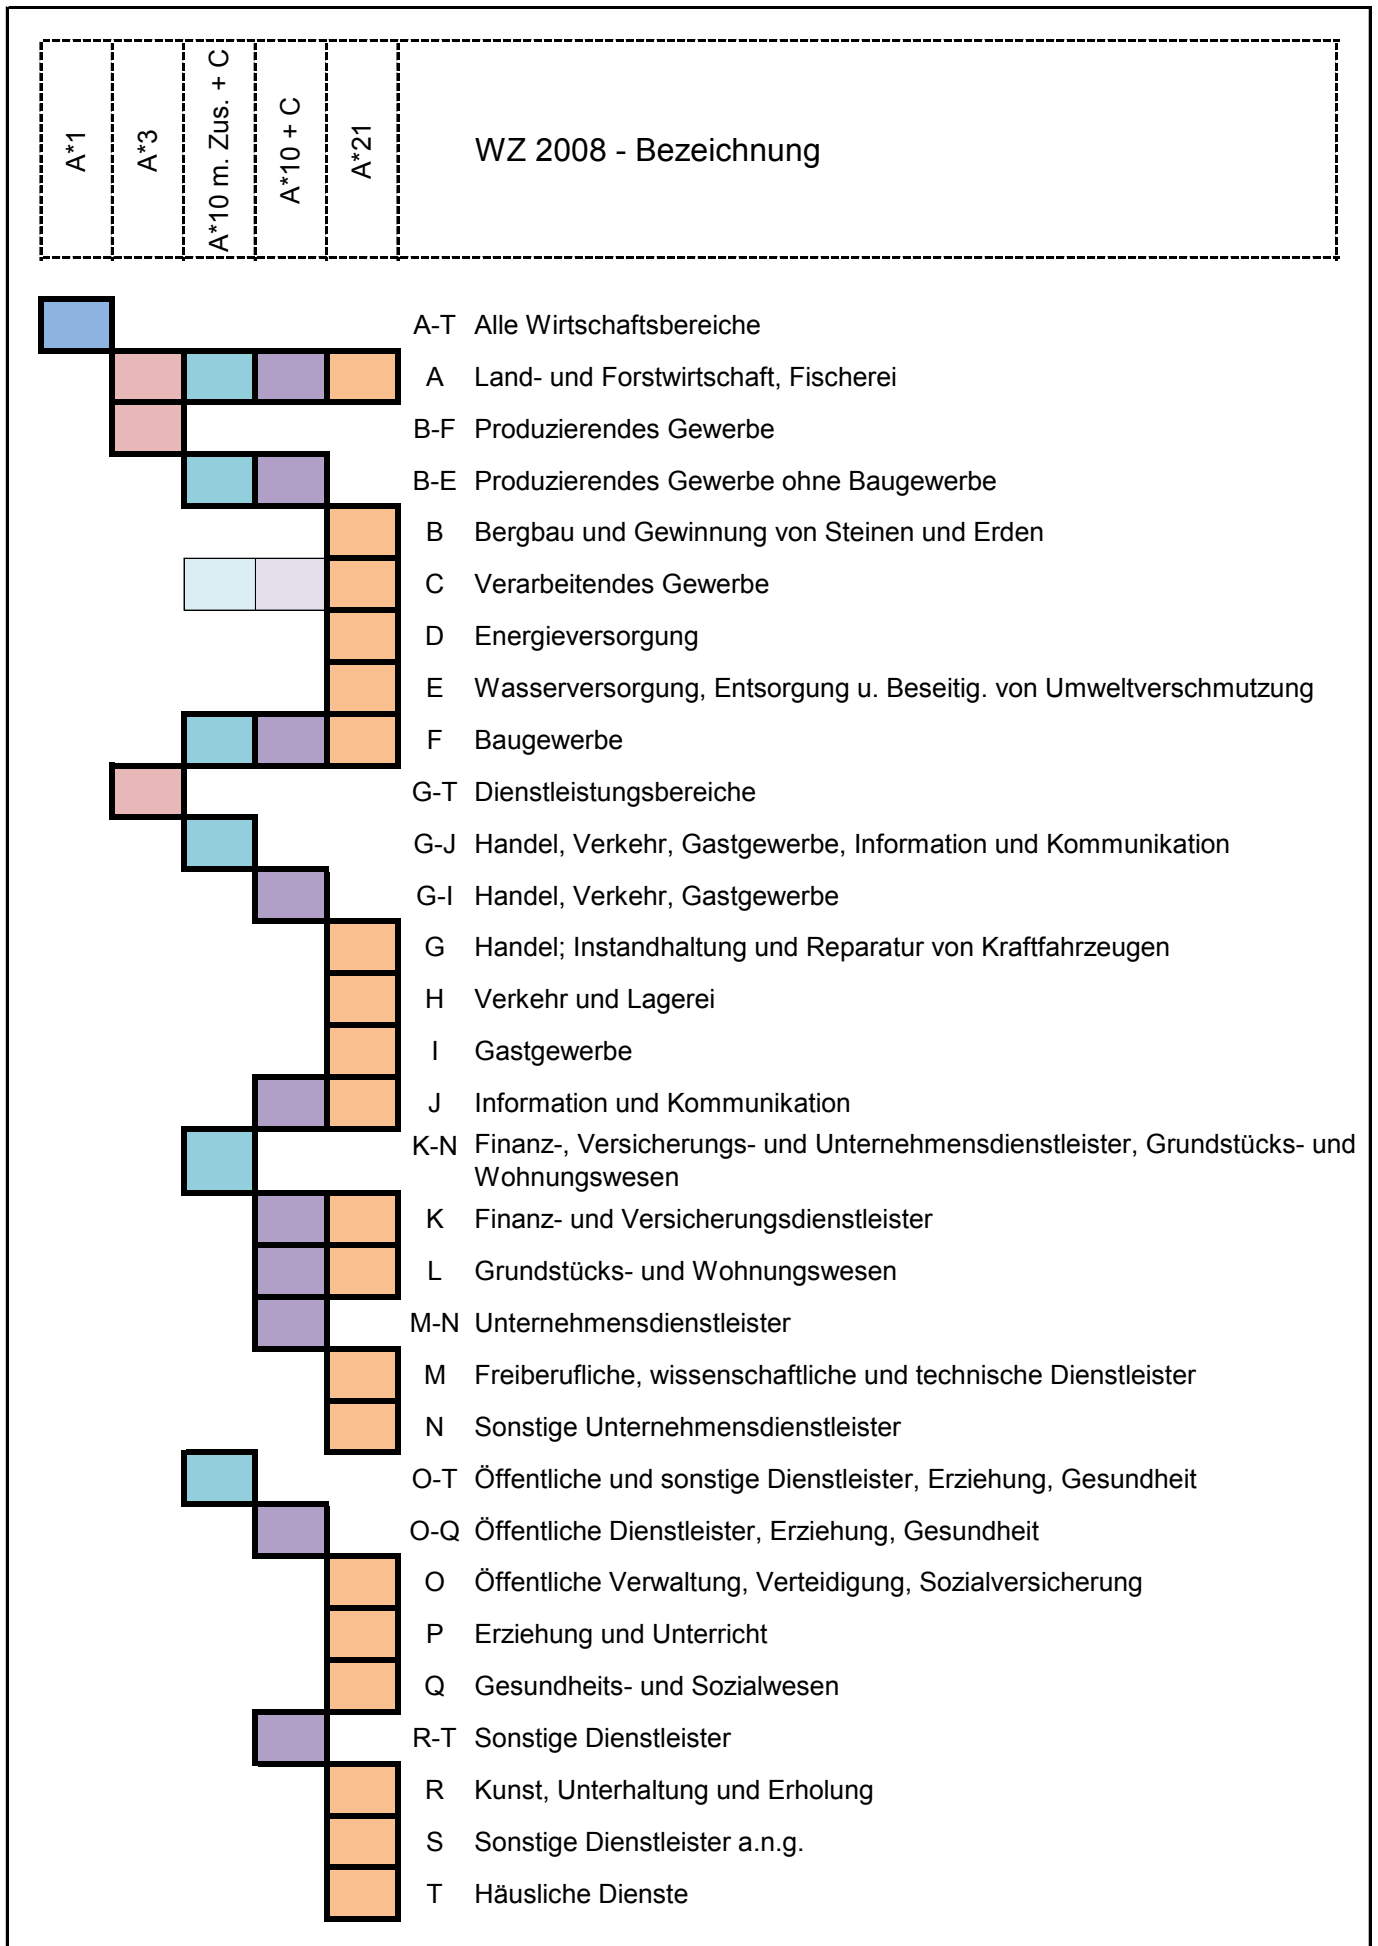 A*1
A*3
A*10 m. Zus. + C
A*10 + C
A*21
WZ 2008 - Bezeichnung
A-T Alle Wirtschaftsbereiche
A Land- und Forstwirtschaft, Fischerei
B-F Produzierendes Gewerbe
B-E Produzierendes Gewerbe ohne Baugewerbe
B Bergbau und Gewinnung von Steinen und Erden
C Verarbeitendes Gewerbe
D Energieversorgung
E Wasserversorgung, Entsorgung u. Beseitig. von Umweltverschmutzung
F Baugewerbe
G-T Dienstleistungsbereiche
G-J Handel, Verkehr, Gastgewerbe, Information und Kommunikation
G-I Handel, Verkehr, Gastgewerbe
G Handel; Instandhaltung und Reparatur von Kraftfahrzeugen
H Verkehr und Lagerei
I Gastgewerbe
J Information und Kommunikation
K-N Finanz-, Versicherungs- und Unternehmensdienstleister, Grundstücks- und
Wohnungswesen
K Finanz- und Versicherungsdienstleister
L Grundstücks- und Wohnungswesen
M-N Unternehmensdienstleister
M Freiberufliche, wissenschaftliche und technische Dienstleister
N Sonstige Unternehmensdienstleister
O-T Öffentliche und sonstige Dienstleister, Erziehung, Gesundheit
O-Q Öffentliche Dienstleister, Erziehung, Gesundheit
O Öffentliche Verwaltung, Verteidigung, Sozialversicherung
P Erziehung und Unterricht
Q Gesundheits- und Sozialwesen
R-T Sonstige Dienstleister
R Kunst, Unterhaltung und Erholung
S Sonstige Dienstleister a.n.g.
T Häusliche Dienste